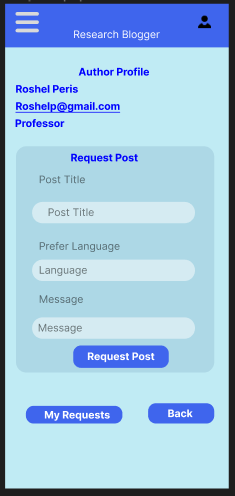 Research Blogger
Author Profile
Roshel Peris
Roshelp@gmail.com
Professor
Request Post
Post Title
Post Title
Prefer Language
Language
Message
Message
Request Post
My Requests
Back